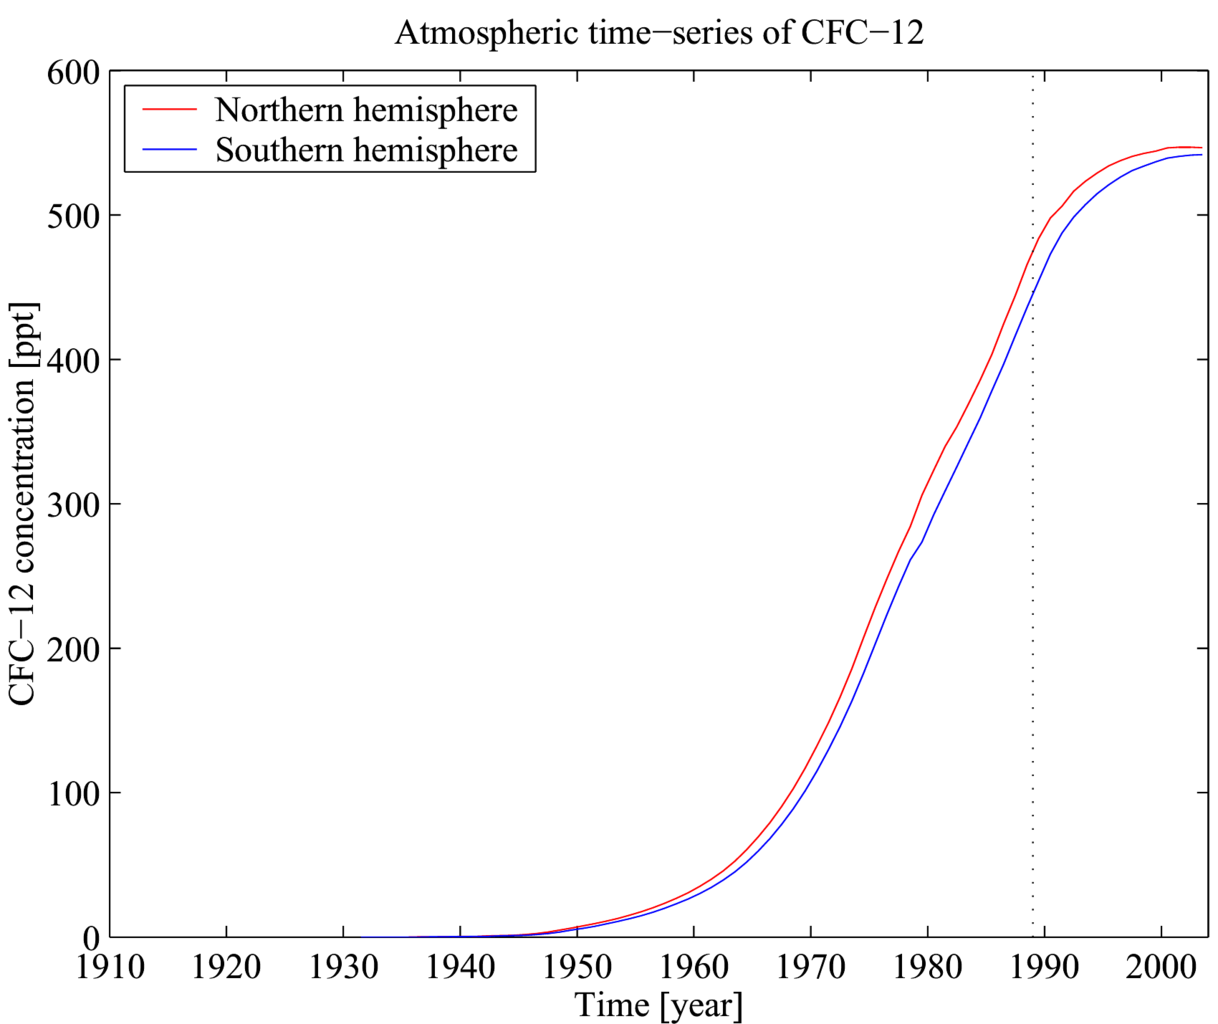 Atmospheric time−series of CFC−12
600
Northern hemisphere
Southern hemisphere
500
400
300
200
100
0
CFC−12 concentration [ppt]
1910 1920 1930 1940 1950 1960 1970 1980 1990 2000
Time [year]